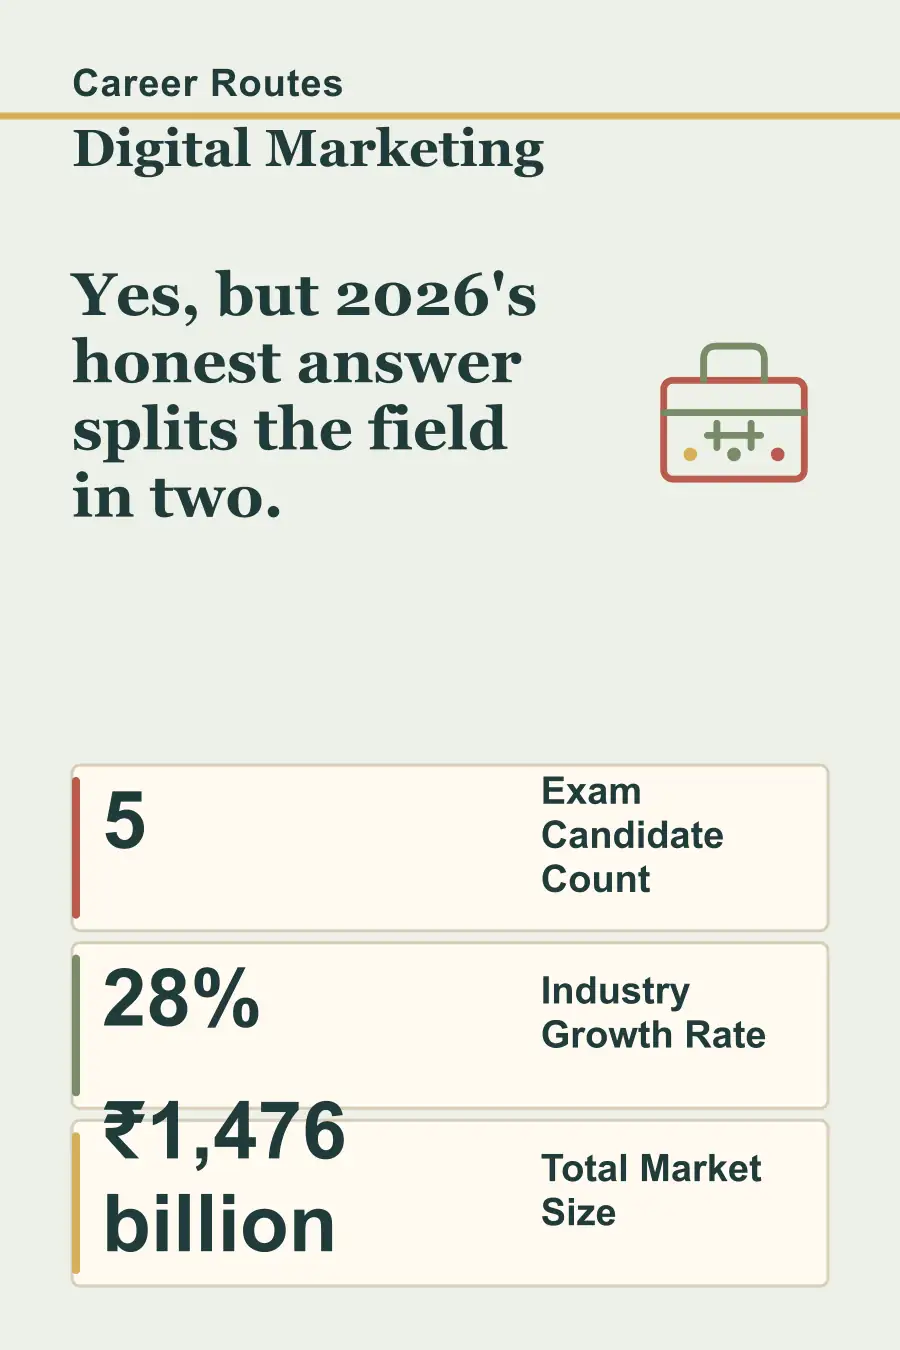 Career Routes
Digital Marketing
Yes, but 2026's
honest answer
splits the field
in two.
5
Exam
Candidate
Count
28%
Industry
Growth Rate
₹1,476
billion
Total Market
Size